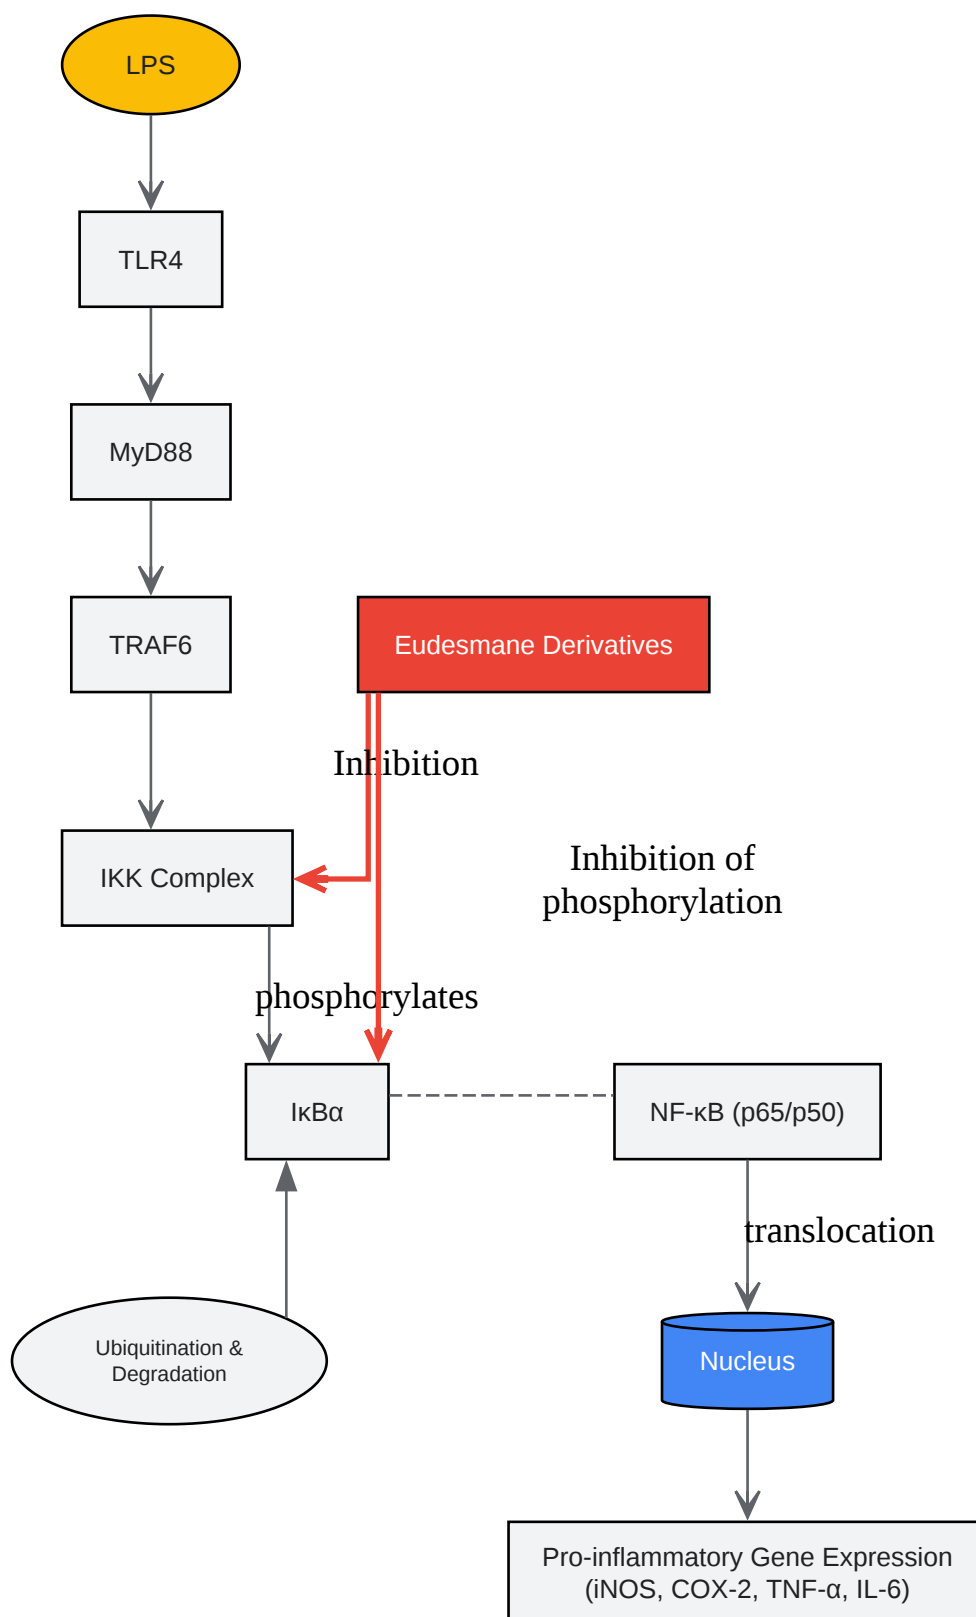 LPS
TLR4
MyD88
TRAF6
Eudesmane Derivatives
Inhibition
IKK Complex
Inhibition of
phosphorylation
phosphorylates
IκBα
NF-κB (p65/p50)
translocation
Ubiquitination &
Degradation
Nucleus
Pro-inflammatory Gene Expression
(iNOS, COX-2, TNF-α, IL-6)